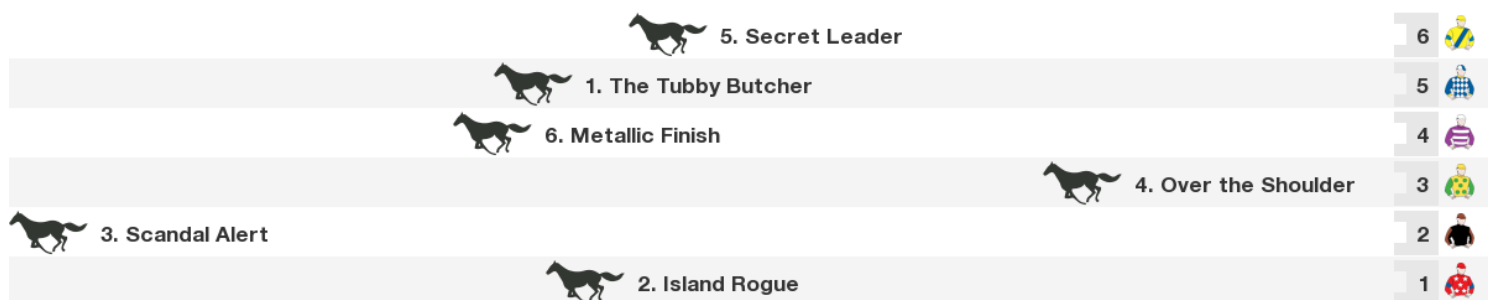 5. Secret Leader 6
1. The Tubby Butcher 5
6. Metallic Finish 4
4. Over the Shoulder 3
3. Scandal Alert 2
2. Island Rogue 1